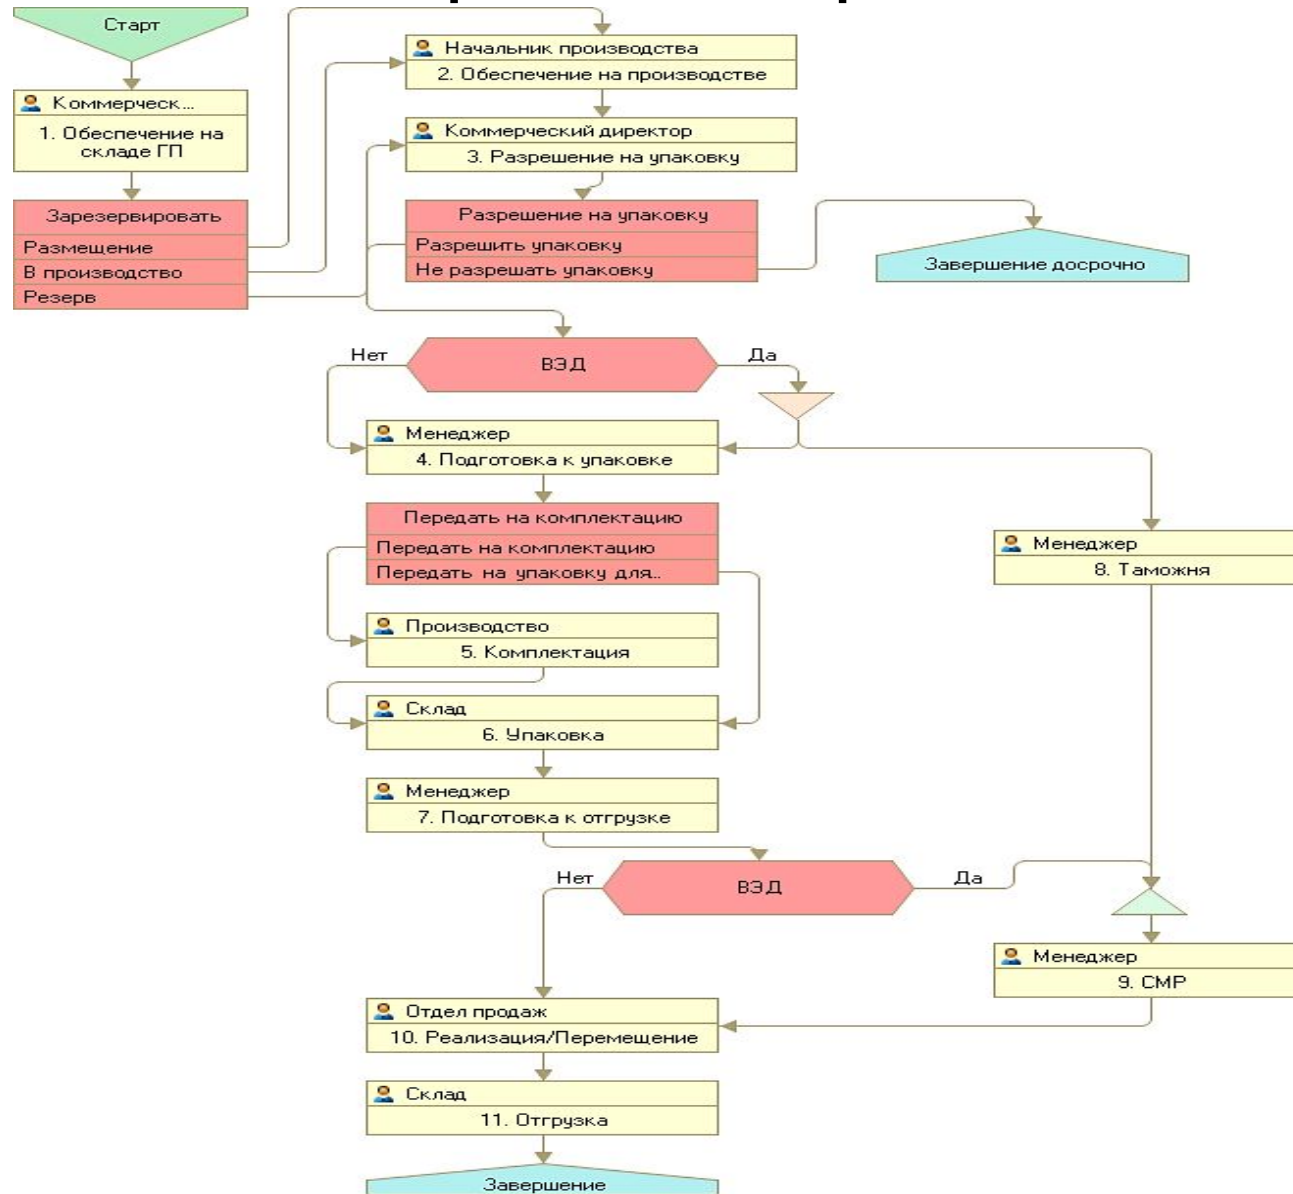 Старт
Начальник производства
2. Обеспечение на производстве
Коммерческ...
1. Обеспечение на
складе ГП
Коммерческий директор
3. Разрешение на упаковку
Зарезервировать
Размещение
В производство
Резерв
Разрешение на упаковку
Разрешить упаковку
Не разрешать упаковку
Завершение досрочно
Нет
ВЭД
Да
Менеджер
4. Подготовка к упаковке
Передать на комплектацию
Передать на комплектацию
Передать на упаковку для..
Менеджер
8. Таможня
Производство
5. Комплектация
Склад
6. Упаковка
Менеджер
7. Подготовка к отгрузке
Нет
ВЭД
Да
Менеджер
9. СМР
Отдел продаж
10. Реализация/Перемещение
Склад
11. Отгрузка
Завершение